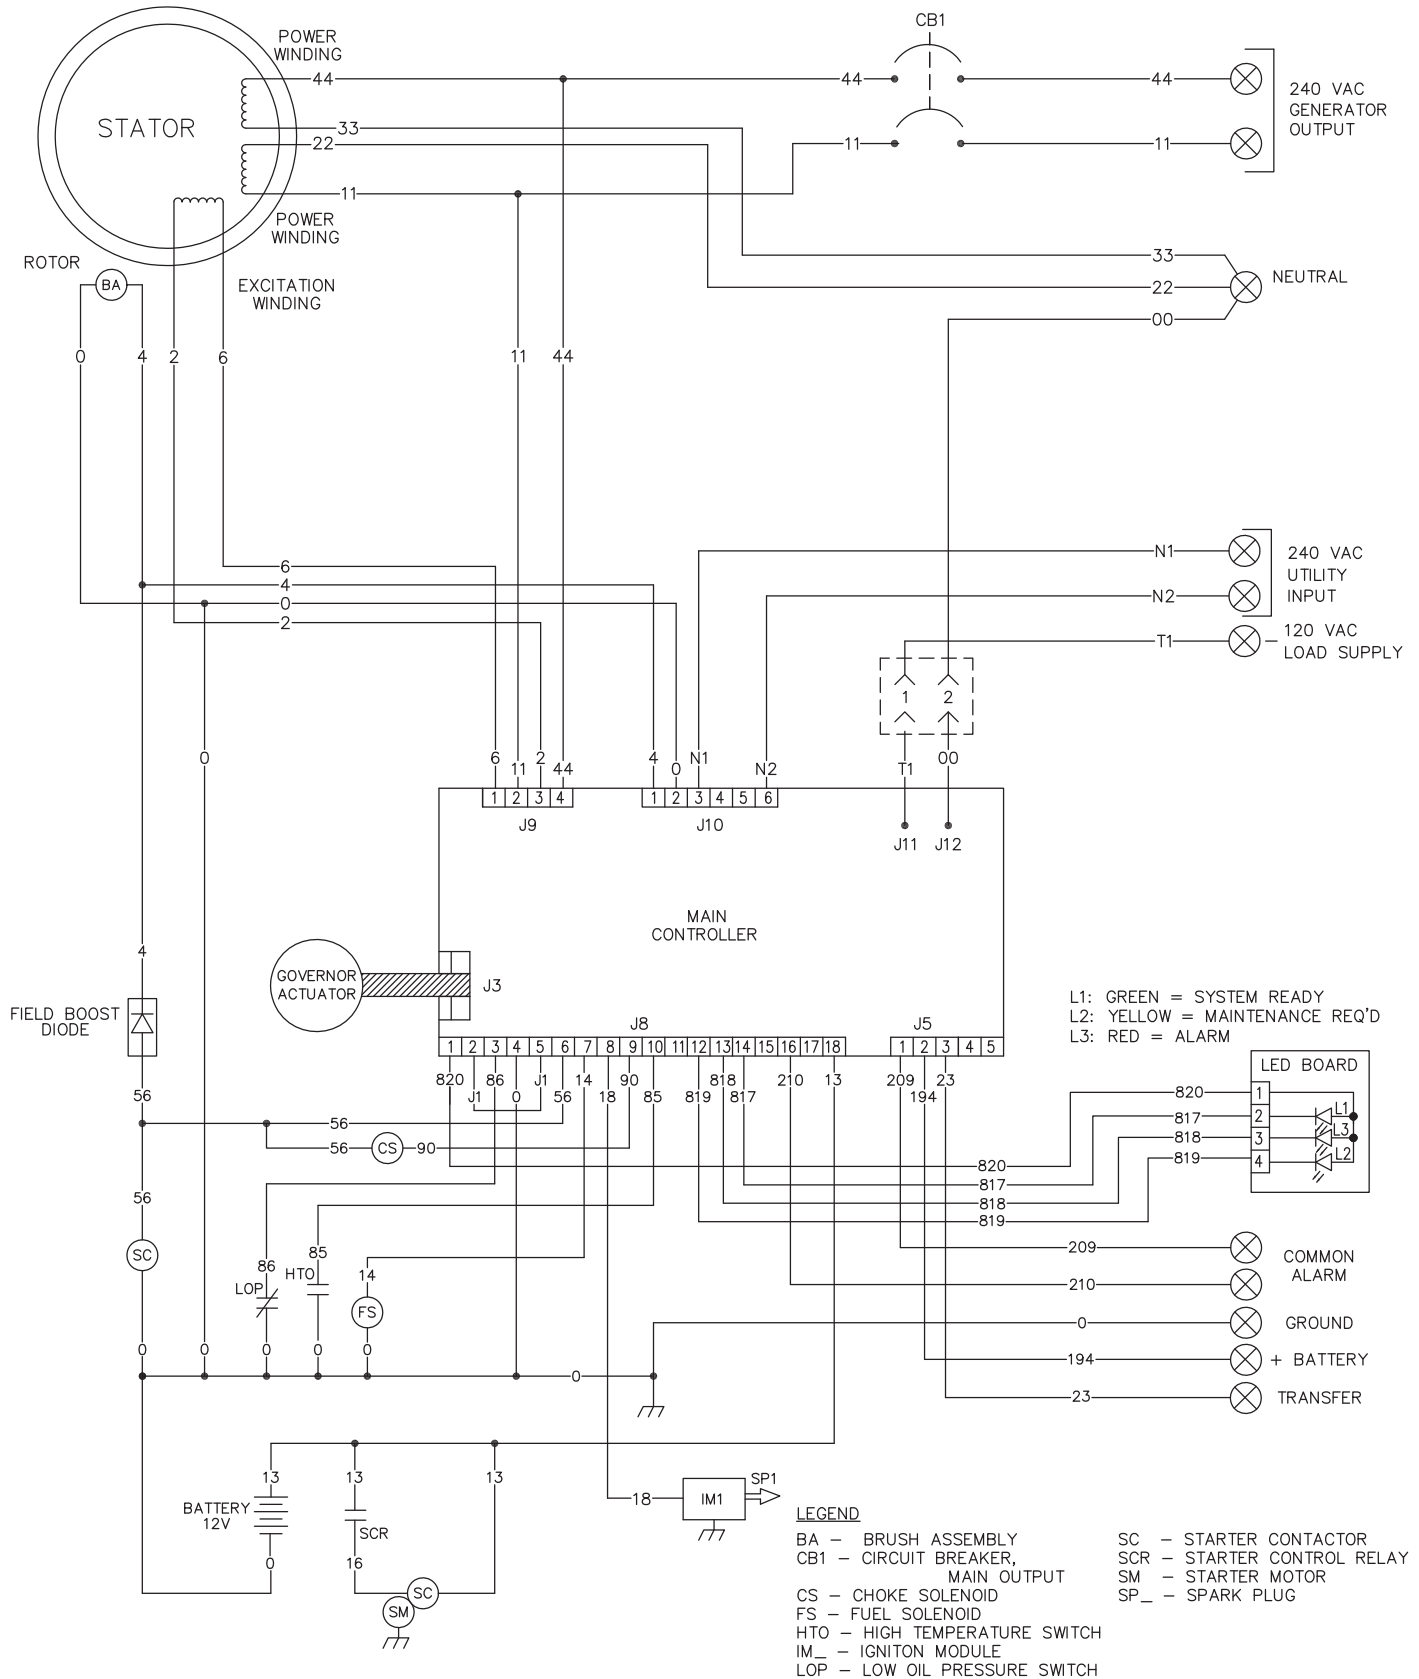 CB1
POWER
WINDING
44
44
44
240 VAC
GENERATOR
OUTPUT
STATOR
33
22
11
11
11
POWER
WINDING
33
22
00
NEUTRAL
ROTOR
BA
EXCITATION
WINDING
0
4
2
6
11
44
6
4
0
2
N1
N2
240 VAC
UTILITY
INPUT
T1
120 VAC
LOAD SUPPLY
1
2
0
6
11
2
44
4
0
N1
N2
T1
00
1 2 3 4
1 2 3 4 5 6
J9
J10
J11
J12
MAIN
CONTROLLER
4
GOVERNOR
ACTUATOR
J3
FIELD BOOST
DIODE
L1: GREEN = SYSTEM READY
L2: YELLOW = MAINTENANCE REQ'D
L3: RED = ALARM
J8
J5
1 2 3 4 5 6 7 8 9 10 11 12 13 14 15 16 17 18
1 2 3 4 5
820
J1
86
0
J1
56
14
18
90
85
819
818
817
210
13
209
194
23
LED BOARD
820
1
817
2
L1
818
3
L3
819
4
L2
56
56
56
CS
90
820
817
818
819
56
SC
86
LOP
85
HTO
14
FS
209
210
COMMON
ALARM
0
GROUND
194
+ BATTERY
23
TRANSFER
0
0
0
0
0
0
13
13
13
BATTERY
12V
SCR
0
16
SC
SM
18
IM1
SP1
LEGEND
BA – BRUSH ASSEMBLY
CB1 – CIRCUIT BREAKER,
MAIN OUTPUT
CS – CHOKE SOLENOID
FS – FUEL SOLENOID
HTO – HIGH TEMPERATURE SWITCH
IM_ – IGNITON MODULE
LOP – LOW OIL PRESSURE SWITCH
SC – STARTER CONTACTOR
SCR – STARTER CONTROL RELAY
SM – STARTER MOTOR
SP_ – SPARK PLUG